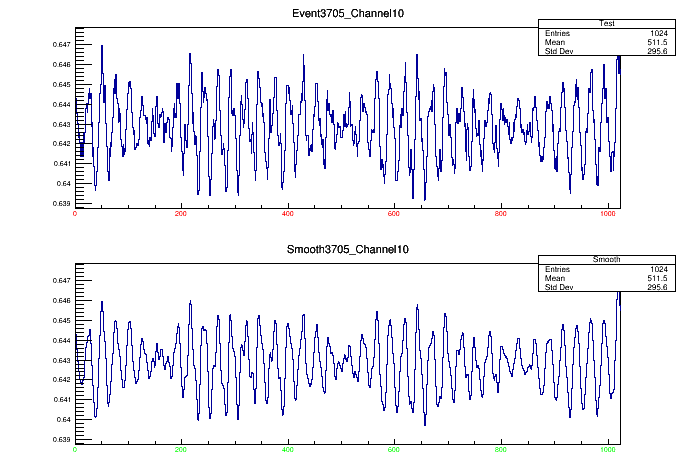 Event3705_Channel10
Test
Entries 1024
Mean 511.5
Std Dev 295.6
0.647
0.646
0.645
0.644
0.643
0.642
0.641
0.64
0.639
0 200 400 600 800 1000
Smooth3705_Channel10
Smooth
Entries 1024
Mean 511.5
Std Dev 295.6
0.647
0.646
0.645
0.644
0.643
0.642
0.641
0.64
0.639
0 200 400 600 800 1000